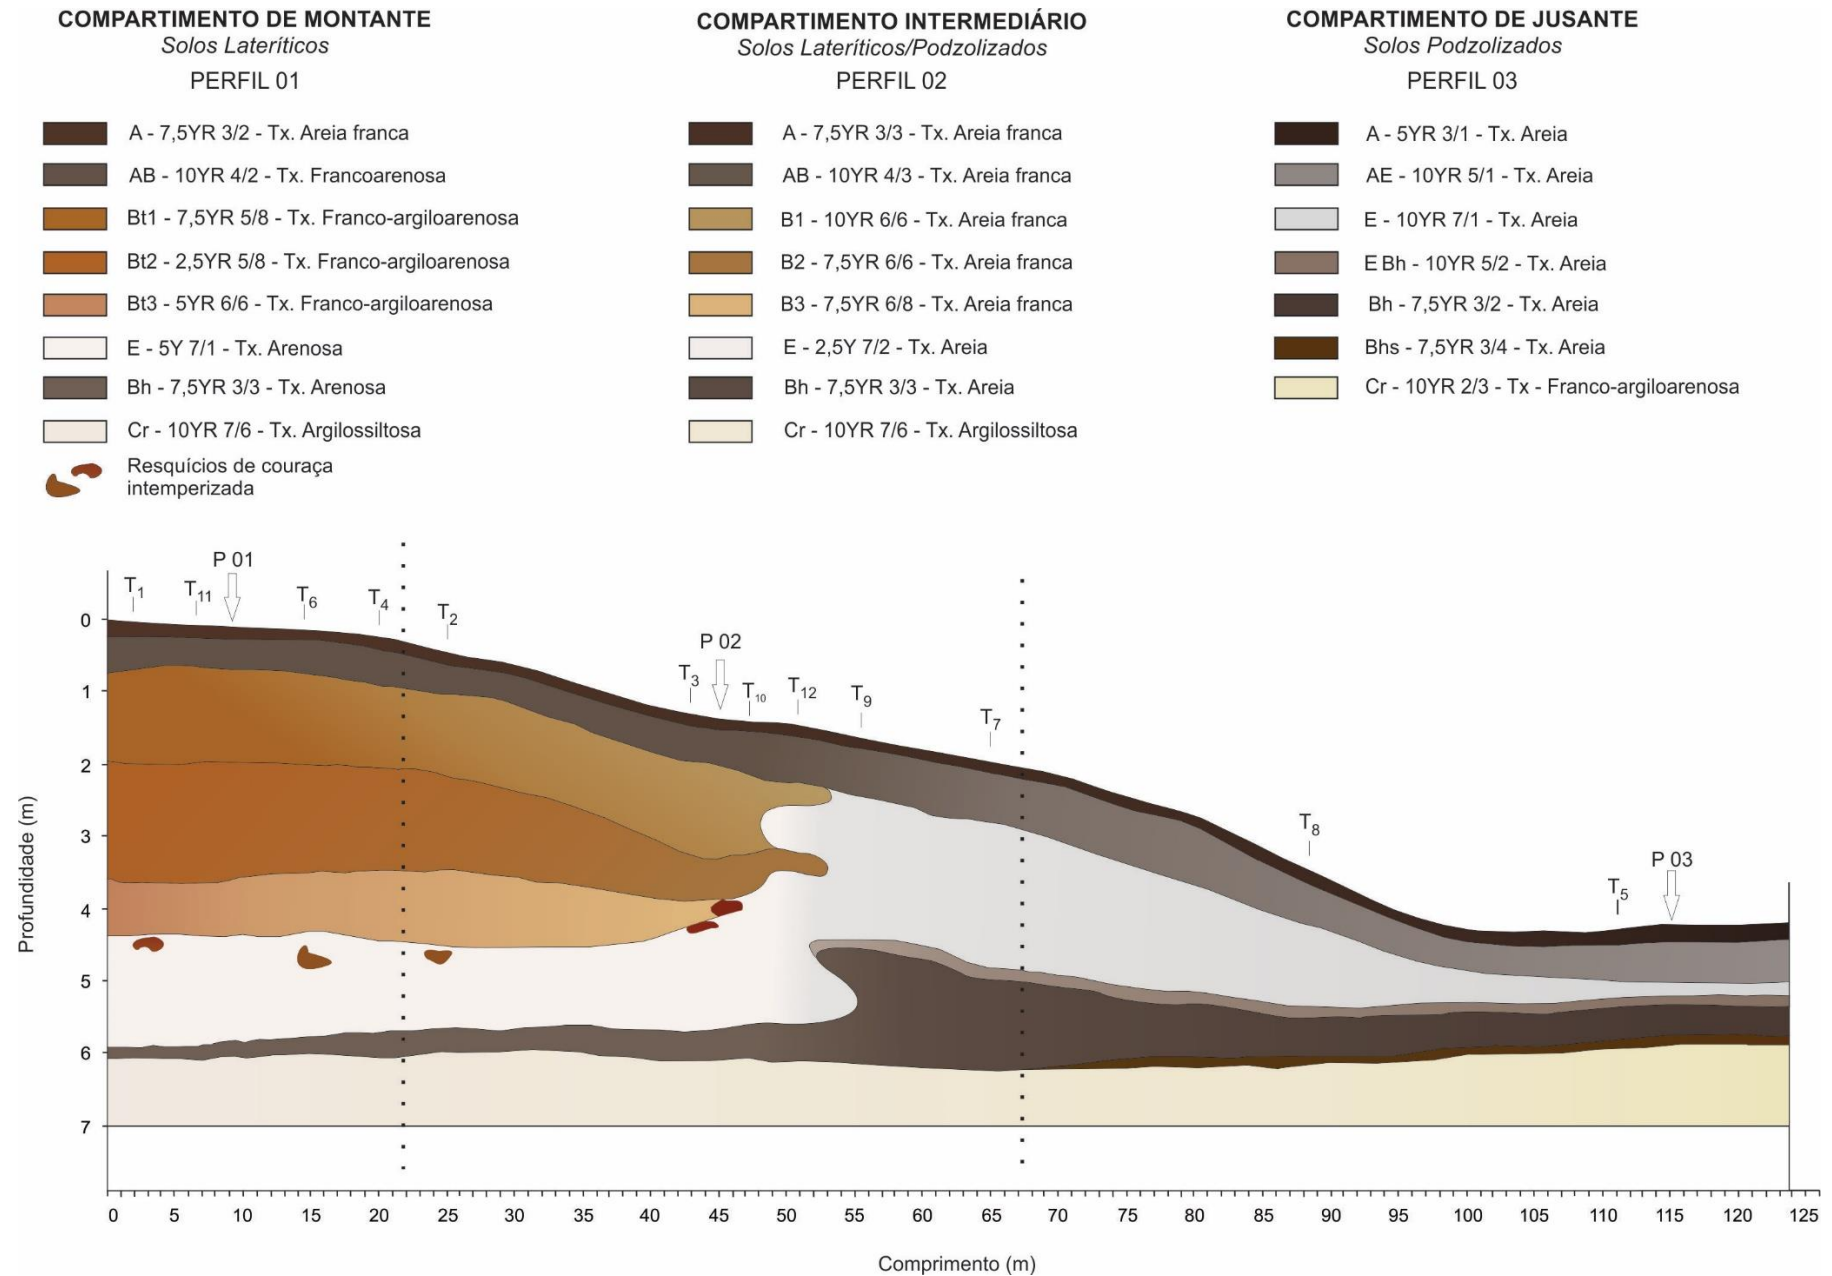 COMPARTIMENTO DE MONTANTE
Solos Lateríticos
PERFIL 01
A - 7,5YR 3/2 - Tx. Areia franca
AB - 10YR 4/2 - Tx. Francoarenosa
Bt1 - 7,5YR 5/8 - Tx. Franco-argiloarenosa
Bt2 - 2,5YR 5/8 - Tx. Franco-argiloarenosa
Bt3 - 5YR 6/6 - Tx. Franco-argiloarenosa
E - 5Y 7/1 - Tx. Arenosa
Bh - 7,5YR 3/3 - Tx. Arenosa
Cr - 10YR 7/6 - Tx. Argilossiltosa
Resquícios de couraça
intemperizada
COMPARTIMENTO INTERMEDIÁRIO
Solos Lateríticos/Podzolizados
PERFIL 02
A - 7,5YR 3/3 - Tx. Areia franca
AB - 10YR 4/3 - Tx. Areia franca
B1 - 10YR 6/6 - Tx. Areia franca
B2 - 7,5YR 6/6 - Tx. Areia franca
B3 - 7,5YR 6/8 - Tx. Areia franca
E - 2,5Y 7/2 - Tx. Areia
Bh - 7,5YR 3/3 - Tx. Areia
Cr - 10YR 7/6 - Tx. Argilossiltosa
COMPARTIMENTO DE JUSANTE
Solos Podzolizados
PERFIL 03
A - 5YR 3/1 - Tx. Areia
AE - 10YR 5/1 - Tx. Areia
E - 10YR 7/1 - Tx. Areia
E Bh - 10YR 5/2 - Tx. Areia
Bh - 7,5YR 3/2 - Tx. Areia
Bhs - 7,5YR 3/4 - Tx. Areia
Cr - 10YR 2/3 - Tx - Franco-argiloarenosa
T1 T11 P 01 T6 T4 T2
T3 P 02 T10 T12 T9 T7
T8 T5 P 03
Profundidade (m)
0
1
2
3
4
5
6
7
0 5 10 15 20 25 30 35 40 45 50 55 60 65 70 75 80 85 90 95 100 105 110 115 120 125
Comprimento (m)